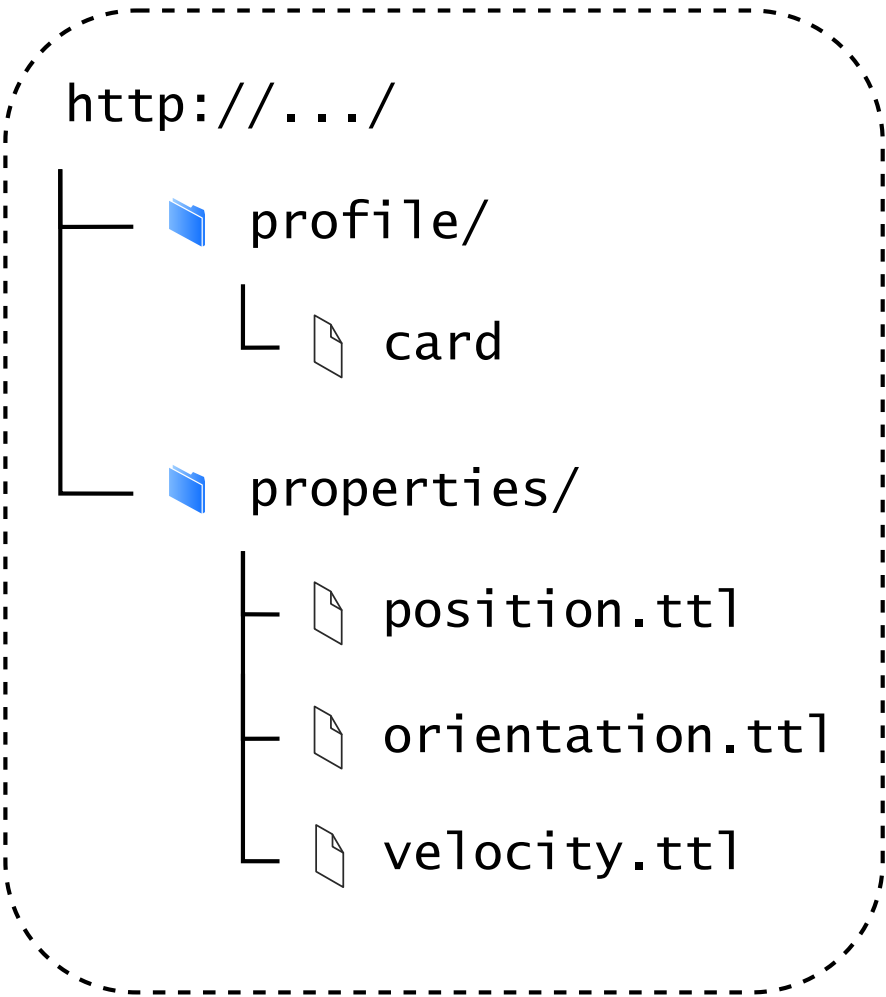 http://.../
profile/
card
properties/
position.ttl
orientation.ttl
velocity.ttl